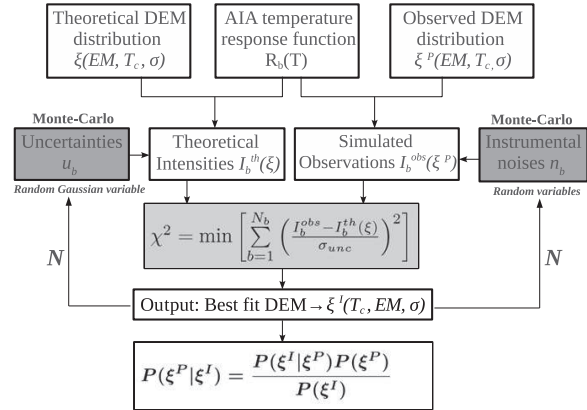 Theoretical DEM
distribution
ξ(EM, T_c, σ)
AIA temperature
response function
R_b(T)
Observed DEM
distribution
ξ^P(EM, T_c, σ)
Monte-Carlo
Uncertainties
u_b
Random Gaussian variable
Theoretical
Intensities I_b^th(ξ)
Simulated
Observations I_b^obs(ξ^P)
Monte-Carlo
Instrumental
noises n_b
Random variables
χ² = min [ ∑_{b=1}^{N_b} ( (I_b^obs − I_b^th(ξ)) / σ_unc )² ]
N
N
Output: Best fit DEM→ξ^I(T_c, EM, σ)
P(ξ^P|ξ^I) = P(ξ^I|ξ^P)P(ξ^P) / P(ξ^I)